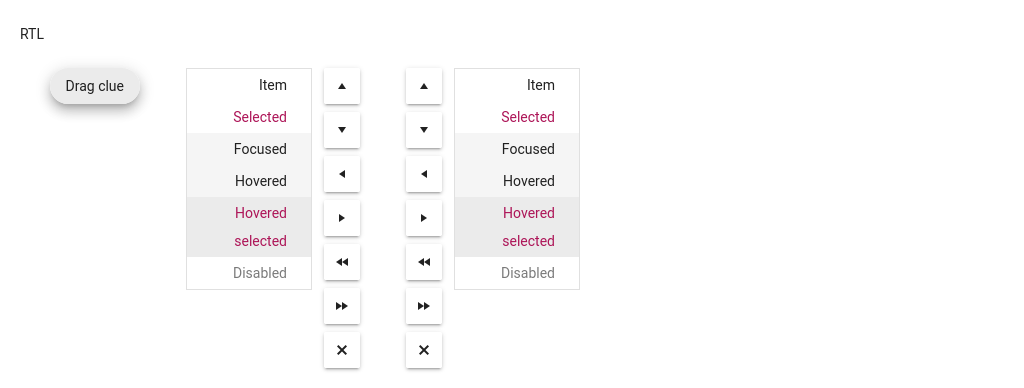 RTL
Drag clue
Item
Selected
Focused
Hovered
Hovered
selected
Disabled
Item
Selected
Focused
Hovered
Hovered
selected
Disabled